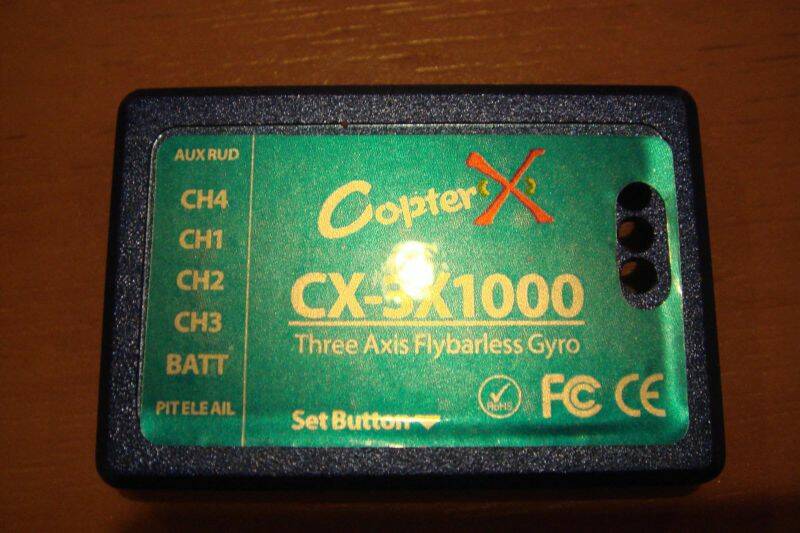 AUX RUD
CH4
CH1
CH2
CH3
BATT
PIT ELE AIL
CopterX
CX-3X1000
Three Axis Flybarless Gyro
Set Button
RoHS
FC CE